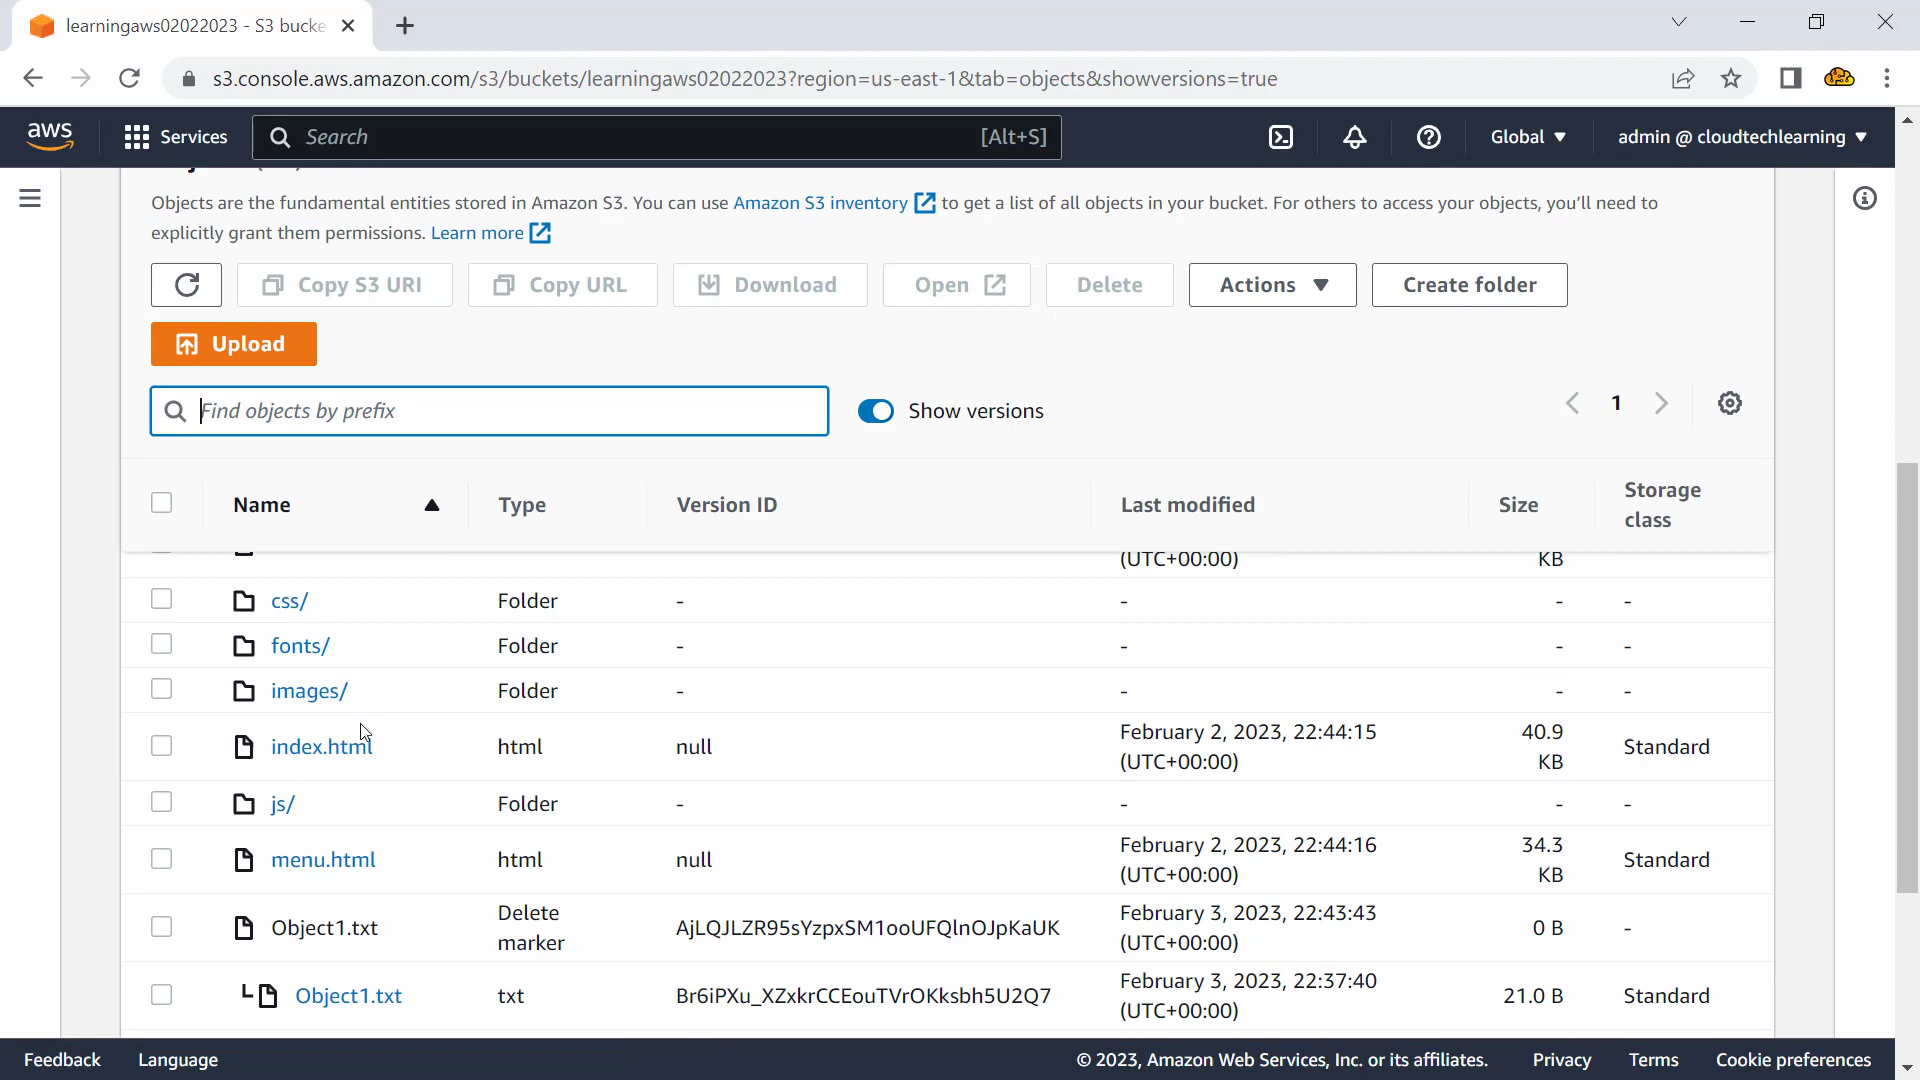 learningaws02022023 - S3 bucke
s3.console.aws.amazon.com/s3/buckets/learningaws02022023?region=us-east-1&tab=objects&showversions=true
aws
Services
Search
[Alt+S]
Global
admin @ cloudtechlearning
Objects are the fundamental entities stored in Amazon S3. You can use Amazon S3 inventory to get a list of all objects in your bucket. For others to access your objects, you'll need to
explicitly grant them permissions. Learn more
Copy S3 URI
Copy URL
Download
Open
Delete
Actions
Create folder
Upload
Find objects by prefix
Show versions
1
Name
Type
Version ID
Last modified
Size
Storage
class
(UTC+00:00)
KB
css/
Folder
-
-
-
-
fonts/
Folder
-
-
-
-
images/
Folder
-
-
-
-
index.html
html
null
February 2, 2023, 22:44:15
(UTC+00:00)
40.9
KB
Standard
js/
Folder
-
-
-
-
menu.html
html
null
February 2, 2023, 22:44:16
(UTC+00:00)
34.3
KB
Standard
Object1.txt
Delete
marker
AjLQJLZR95sYzpxSM1ooUFQlnOJpKaUK
February 3, 2023, 22:43:43
(UTC+00:00)
0 B
-
Object1.txt
txt
Br6iPXu_XZxkrCCEouTVrOKksbh5U2Q7
February 3, 2023, 22:37:40
(UTC+00:00)
21.0 B
Standard
Feedback
Language
© 2023, Amazon Web Services, Inc. or its affiliates.
Privacy
Terms
Cookie preferences